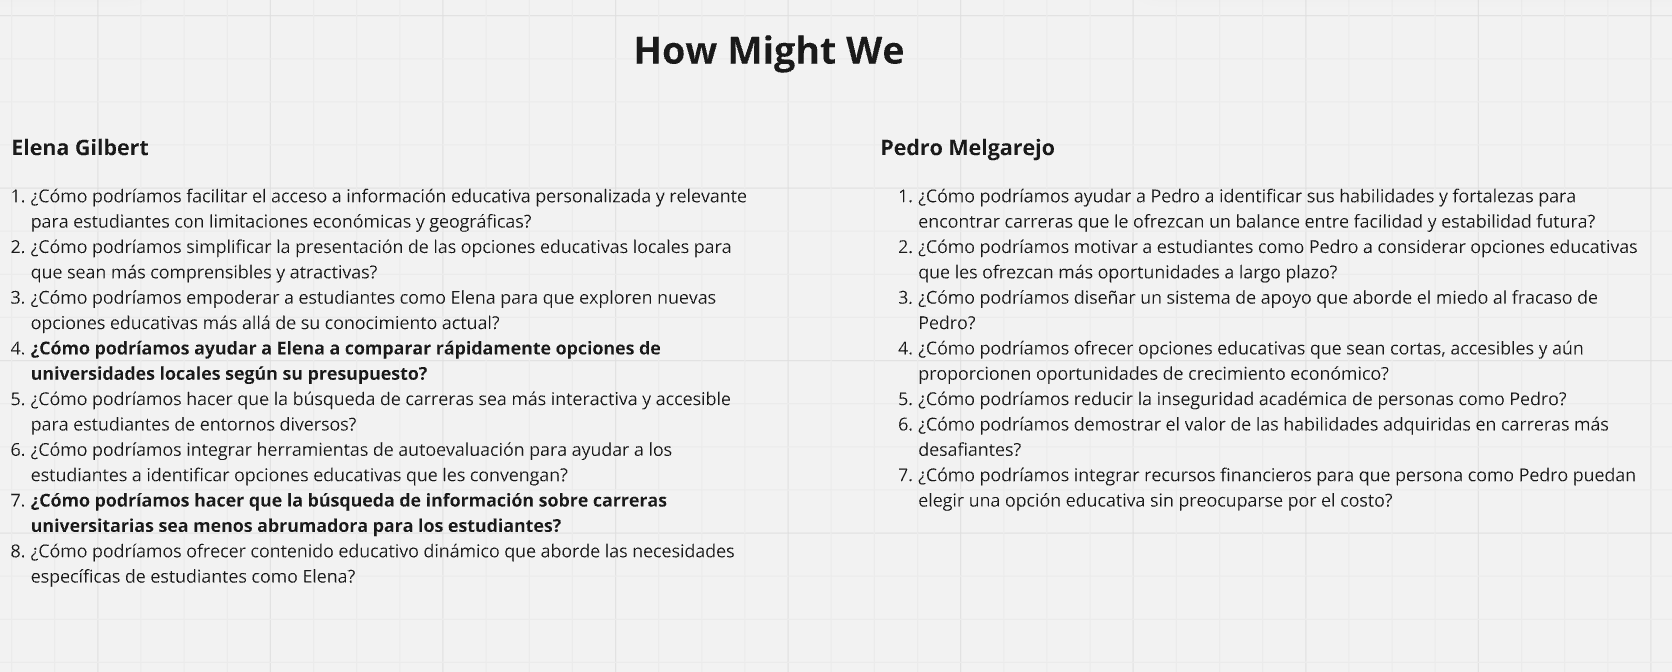 How Might We
Elena Gilbert
1. ¿Cómo podríamos facilitar el acceso a información educativa personalizada y relevante
para estudiantes con limitaciones económicas y geográficas?
2. ¿Cómo podríamos simplificar la presentación de las opciones educativas locales para
que sean más comprensibles y atractivas?
3. ¿Cómo podríamos empoderar a estudiantes como Elena para que exploren nuevas
opciones educativas más allá de su conocimiento actual?
4. ¿Cómo podríamos ayudar a Elena a comparar rápidamente opciones de
universidades locales según su presupuesto?
5. ¿Cómo podríamos hacer que la búsqueda de carreras sea más interactiva y accesible
para estudiantes de entornos diversos?
6. ¿Cómo podríamos integrar herramientas de autoevaluación para ayudar a los
estudiantes a identificar opciones educativas que les convengan?
7. ¿Cómo podríamos hacer que la búsqueda de información sobre carreras
universitarias sea menos abrumadora para los estudiantes?
8. ¿Cómo podríamos ofrecer contenido educativo dinámico que aborde las necesidades
específicas de estudiantes como Elena?
Pedro Melgarejo
1. ¿Cómo podríamos ayudar a Pedro a identificar sus habilidades y fortalezas para
encontrar carreras que le ofrezcan un balance entre facilidad y estabilidad futura?
2. ¿Cómo podríamos motivar a estudiantes como Pedro a considerar opciones educativas
que les ofrezcan más oportunidades a largo plazo?
3. ¿Cómo podríamos diseñar un sistema de apoyo que aborde el miedo al fracaso de
Pedro?
4. ¿Cómo podríamos ofrecer opciones educativas que sean cortas, accesibles y aún
proporcionen oportunidades de crecimiento económico?
5. ¿Cómo podríamos reducir la inseguridad académica de personas como Pedro?
6. ¿Cómo podríamos demostrar el valor de las habilidades adquiridas en carreras más
desafiantes?
7. ¿Cómo podríamos integrar recursos financieros para que persona como Pedro puedan
elegir una opción educativa sin preocuparse por el costo?